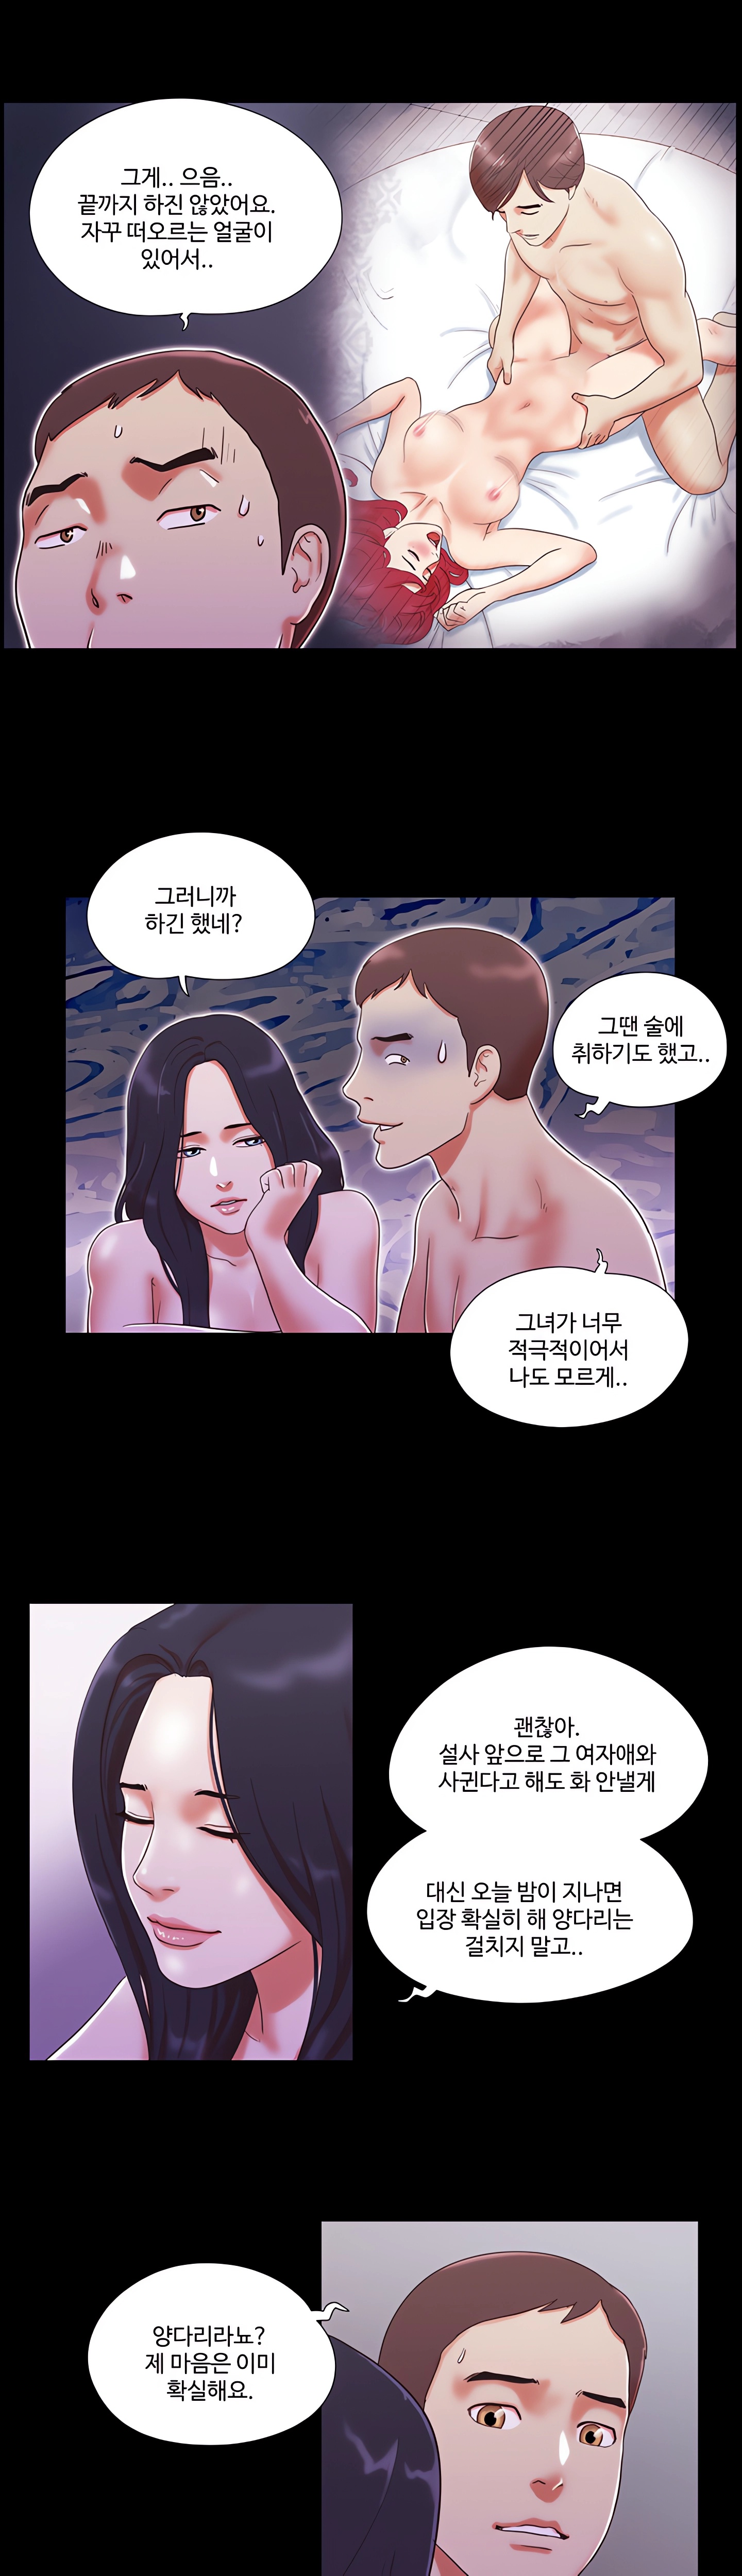 그게.. 으음..
끝까지 하진 않았어요.
자꾸 떠오르는 얼굴이
있어서..
그러니까
하긴 했네?
그땐 술에
취하기도 했고..
그녀가 너무
적극적이어서
나도 모르게..
괜찮아.
설사 앞으로 그 여자애와
사귄다고 해도 화 안낼게
대신 오늘 밤이 지나면
입장 확실히 해 양다리는
걸치지 말고..
양다리라뇨?
제 마음은 이미
확실해요.